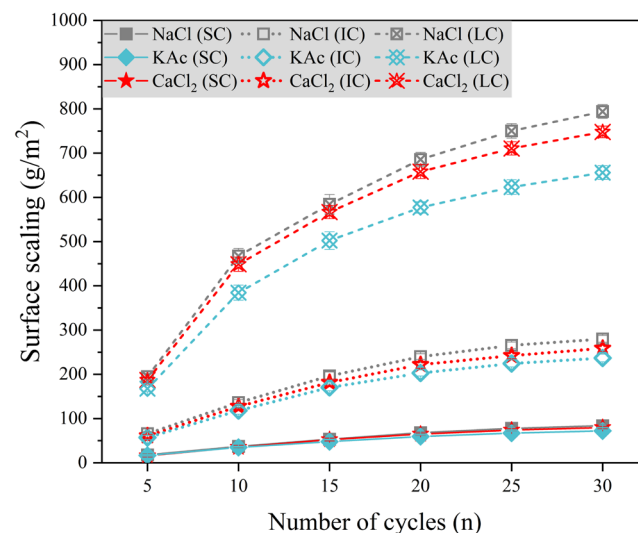 NaCl (SC) NaCl (IC) NaCl (LC)
KAc (SC) KAc (IC) KAc (LC)
CaCl₂ (SC) CaCl₂ (IC) CaCl₂ (LC)
1000
900
800
700
600
500
400
300
200
100
0
Surface scaling (g/m²)
5 10 15 20 25 30
Number of cycles (n)